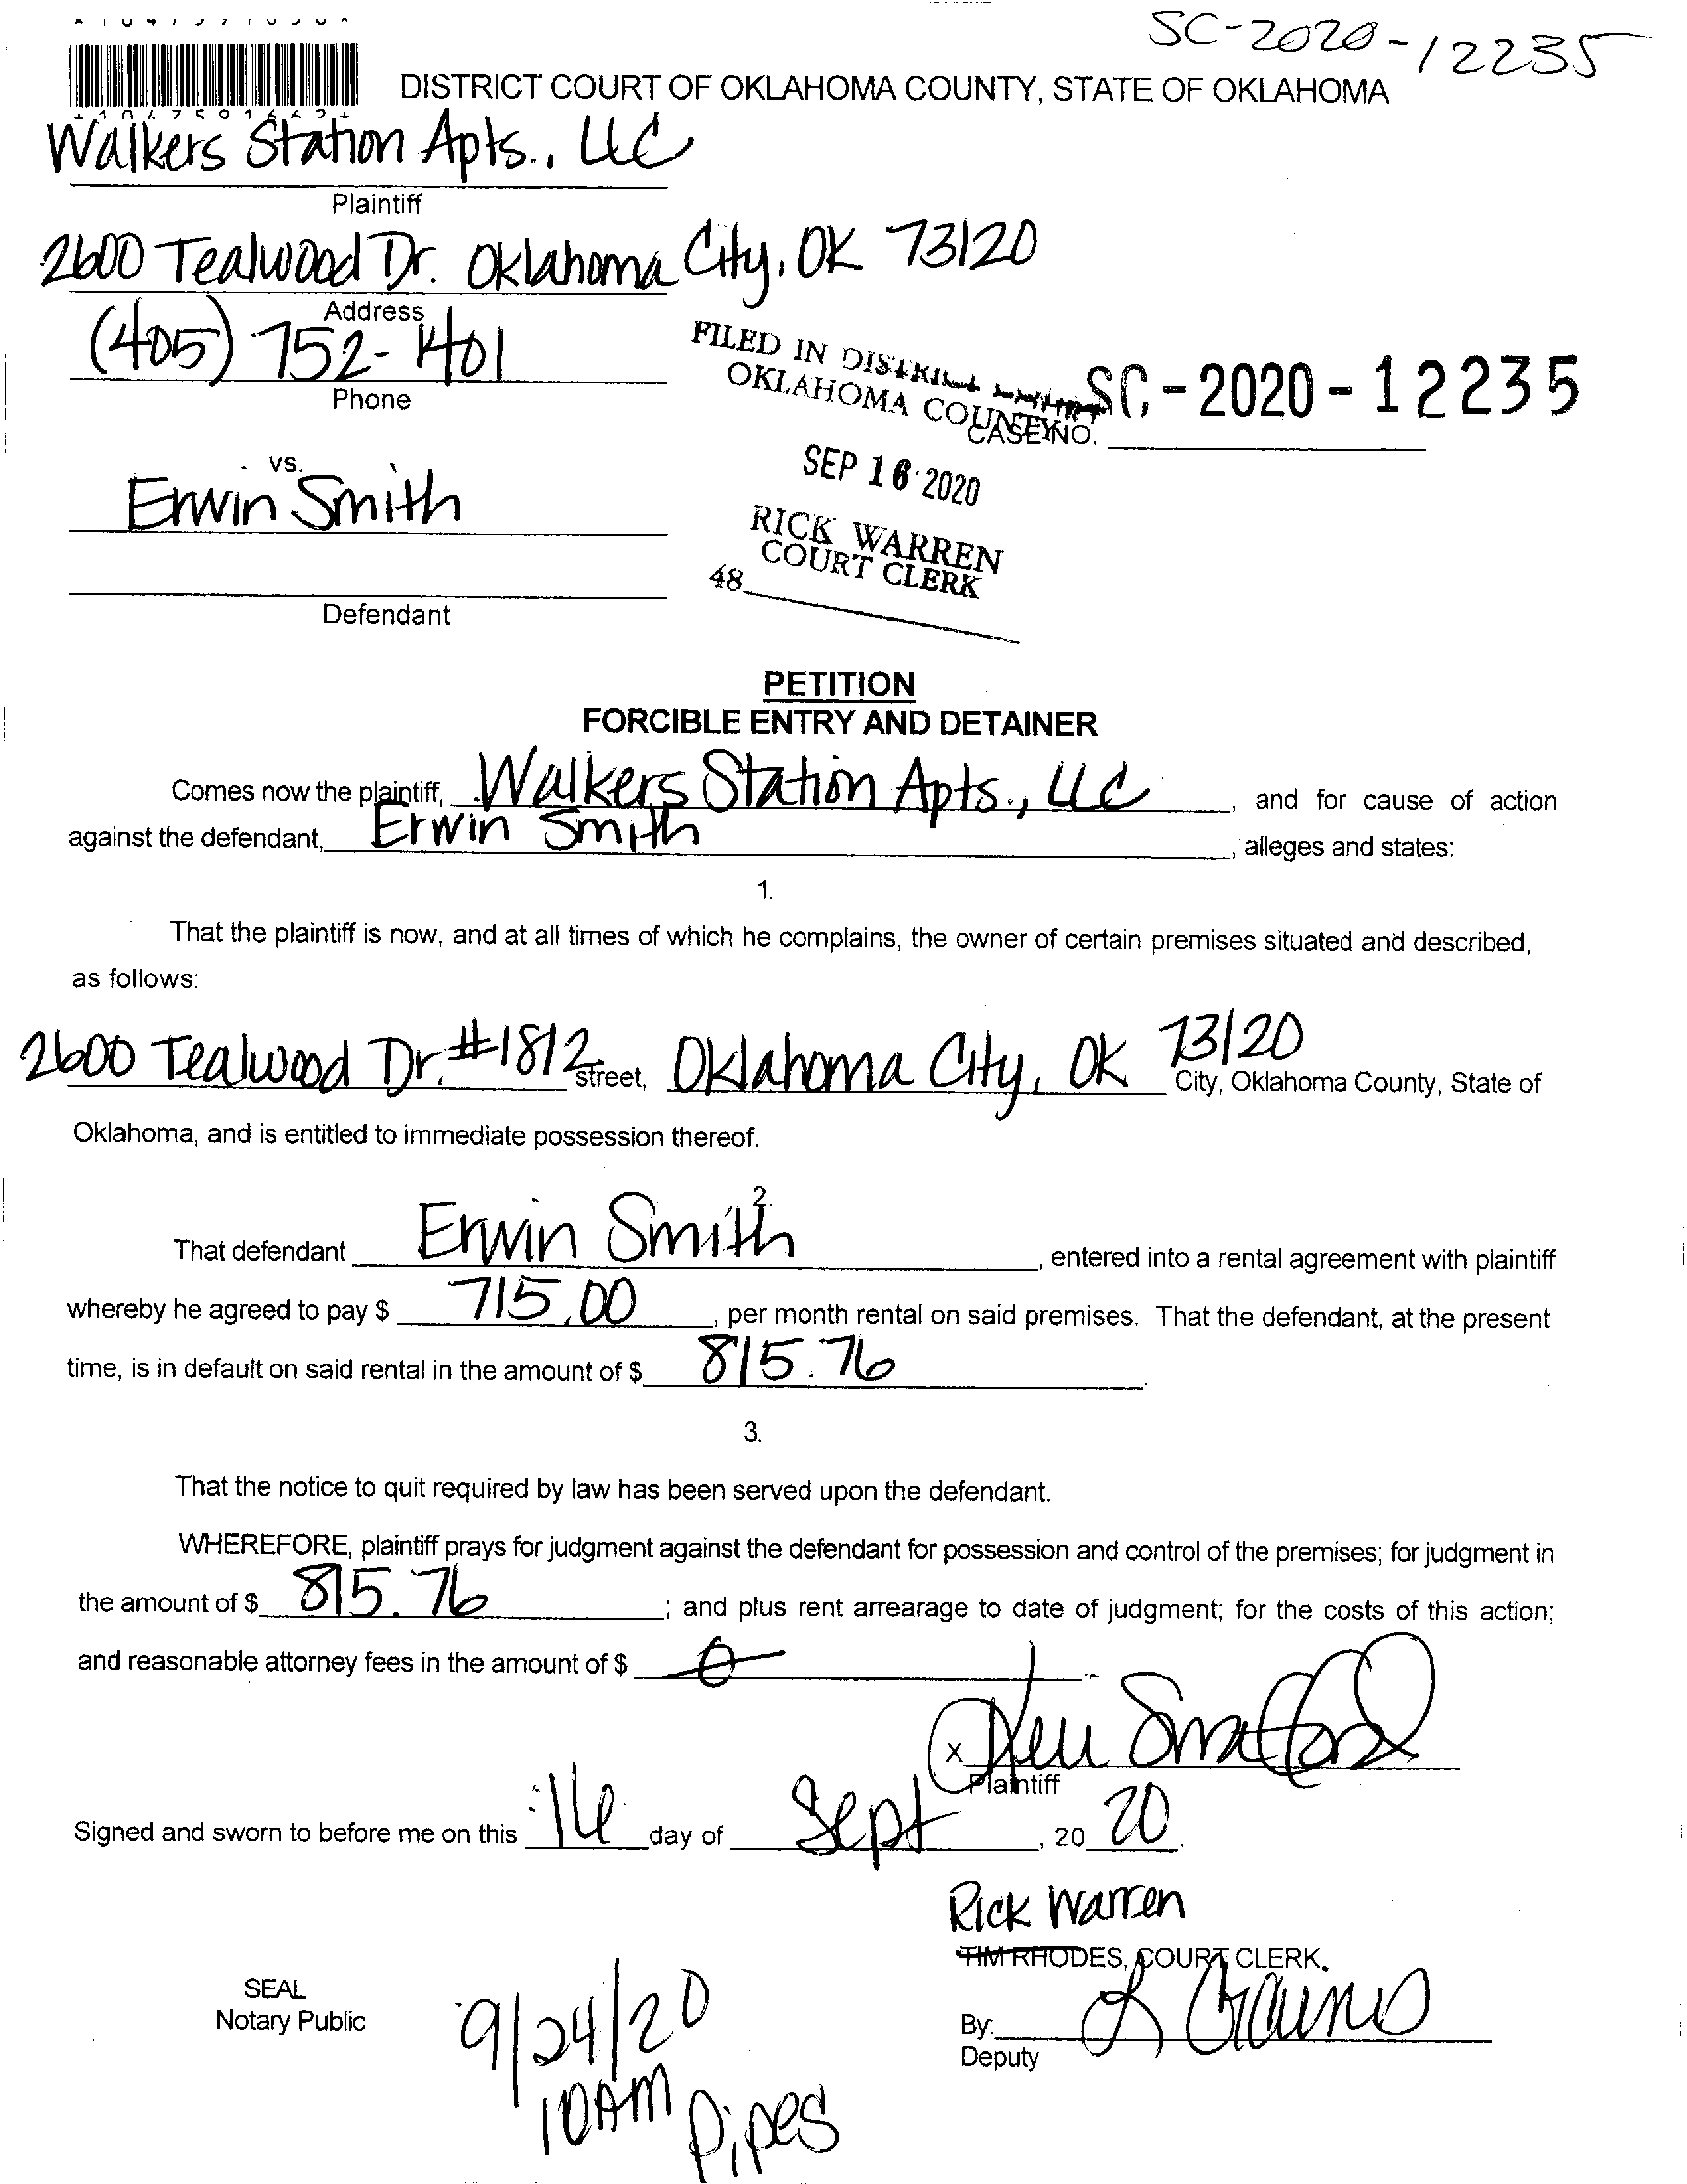 SC-2020-12235
DISTRICT COURT OF OKLAHOMA COUNTY, STATE OF OKLAHOMA
Walkers Station Apts., LLC
Plaintiff
2600 Tealwood Dr. Oklahoma City, OK 73120
Address
(405) 752-1401
Phone
FILED IN DISTRICT COURT
OKLAHOMA COUNTY
SC-2020-12235
CASE NO.
SEP 16 2020
vs.
Erwin Smith
RICK WARREN
COURT CLERK
48
Defendant
PETITION
FORCIBLE ENTRY AND DETAINER
Comes now the plaintiff, Walkers Station Apts., LLC, and for cause of action
against the defendant, Erwin Smith, alleges and states:
1.
That the plaintiff is now, and at all times of which he complains, the owner of certain premises situated and described,
as follows:
2600 Tealwood Dr. #1812 street, Oklahoma City, OK 73120 City, Oklahoma County, State of
Oklahoma, and is entitled to immediate possession thereof.
2.
That defendant Erwin Smith, entered into a rental agreement with plaintiff
whereby he agreed to pay $ 715.00, per month rental on said premises. That the defendant, at the present
time, is in default on said rental in the amount of $ 815.76
3.
That the notice to quit required by law has been served upon the defendant.
WHEREFORE, plaintiff prays for judgment against the defendant for possession and control of the premises; for judgment in
the amount of $ 815.76; and plus rent arrearage to date of judgment; for the costs of this action;
and reasonable attorney fees in the amount of $ 0
x
Plaintiff
Signed and sworn to before me on this 16 day of Sept, 20 20.
Rick Warren
TIM RHODES, COURT CLERK.
SEAL
Notary Public
By:
Deputy
9/24/20
10AM
Pipes